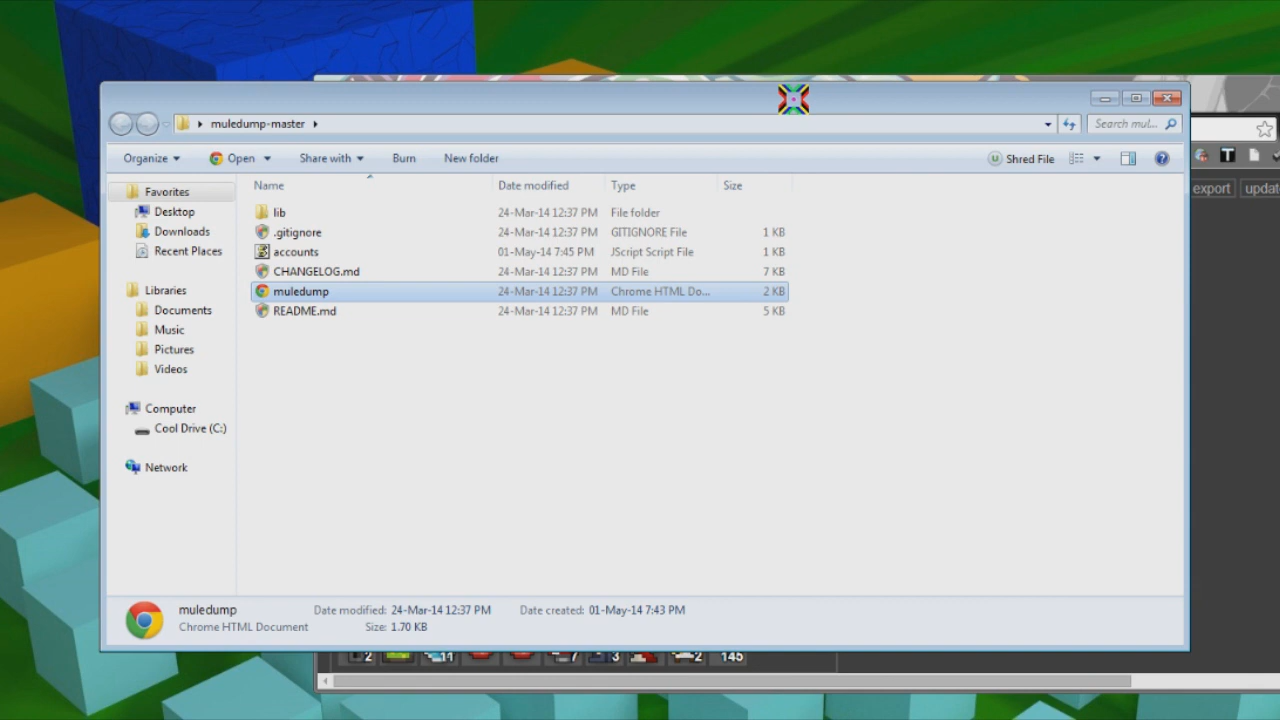 muledump-master
Search mul...
Organize Open Share with Burn New folder Shred File
export updat
Name Date modified Type Size
Favorites
Desktop
Downloads
Recent Places
Libraries
Documents
Music
Pictures
Videos
Computer
Cool Drive (C:)
Network
lib 24-Mar-14 12:37 PM File folder
.gitignore 24-Mar-14 12:37 PM GITIGNORE File 1 KB
accounts 01-May-14 7:45 PM JScript Script File 1 KB
CHANGELOG.md 24-Mar-14 12:37 PM MD File 7 KB
muledump 24-Mar-14 12:37 PM Chrome HTML Do... 2 KB
README.md 24-Mar-14 12:37 PM MD File 5 KB
muledump Date modified: 24-Mar-14 12:37 PM Date created: 01-May-14 7:43 PM
Chrome HTML Document Size: 1.70 KB
2 11 7 3 2 145